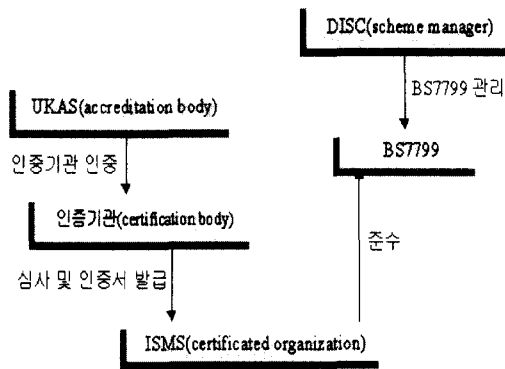 DISC(scheme manager)
BS7799 관리
UKAS(accreditation body)
BS7799
인증기관 인증
인증기관(certification body)
준수
심사 및 인증서 발급
ISMS(certificated organization)